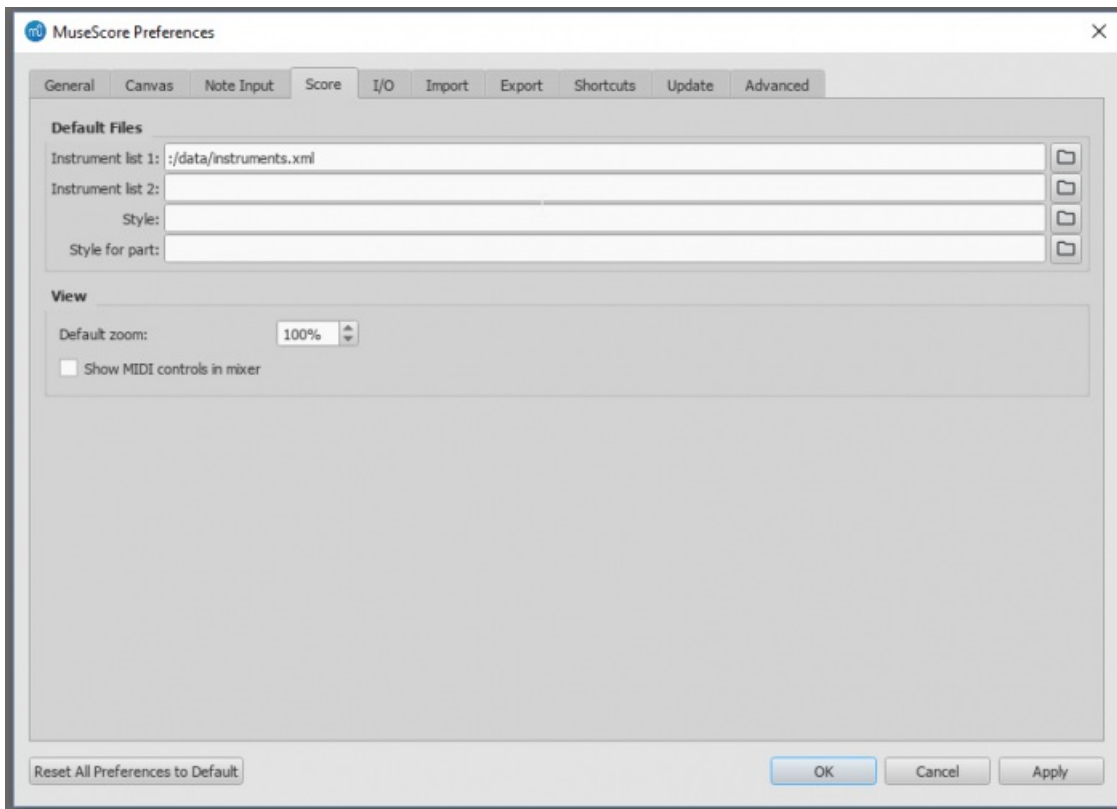 MuseScore Preferences
General Canvas Note Input Score I/O Import Export Shortcuts Update Advanced
Default Files
Instrument list 1: :/data/instruments.xml
Instrument list 2:
Style:
Style for part:
View
Default zoom: 100%
Show MIDI controls in mixer
Reset All Preferences to Default OK Cancel Apply